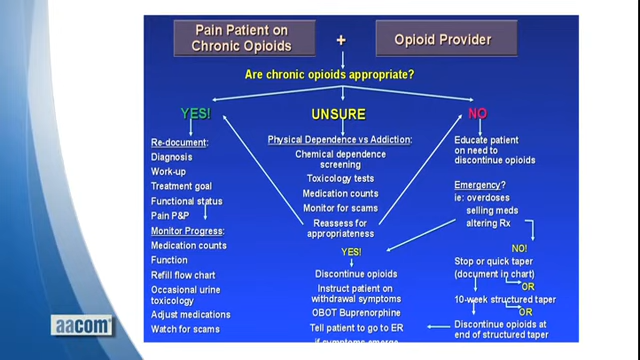 Pain Patient on
Chronic Opioids
+
Opioid Provider
Are chronic opioids appropriate?
YES!
UNSURE
NO
Re-document:
Diagnosis
Work-up
Treatment goal
Functional status
Pain P&P
Monitor Progress:
Medication counts
Function
Refill flow chart
Occasional urine
toxicology
Adjust medications
Watch for scams
Physical Dependence vs Addiction:
Chemical dependence
screening
Toxicology tests
Medication counts
Monitor for scams
Reassess for
appropriateness
YES!
Discontinue opioids
Instruct patient on
withdrawal symptoms
OBOT Buprenorphine
Tell patient to go to ER
if symptoms emerge
Educate patient
on need to
discontinue opioids
Emergency?
ie: overdoses
selling meds
altering Rx
NO!
Stop or quick taper
(document in chart)
OR
10-week structured taper
OR
Discontinue opioids at
end of structured taper
aacom